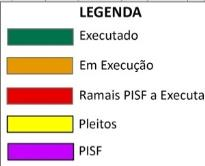 LEGENDA
Executado
Em Execução
Ramais PISF a Executa
Pleitos
PISF